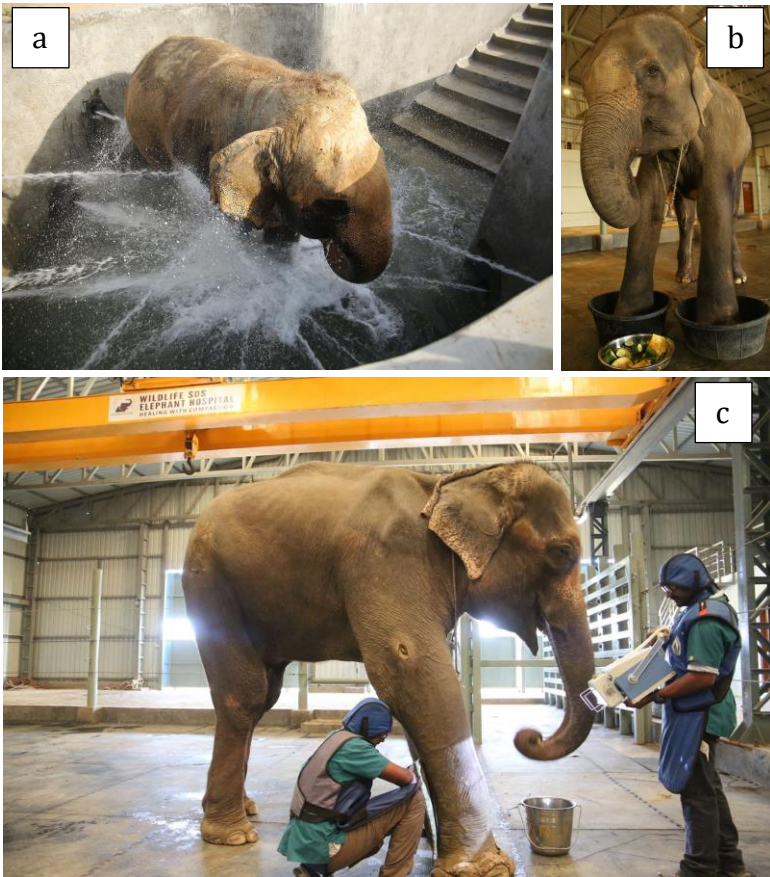 a
b
WILDLIFE SOS
ELEPHANT HOSPITAL
HEALING WITH COMPASSION
c